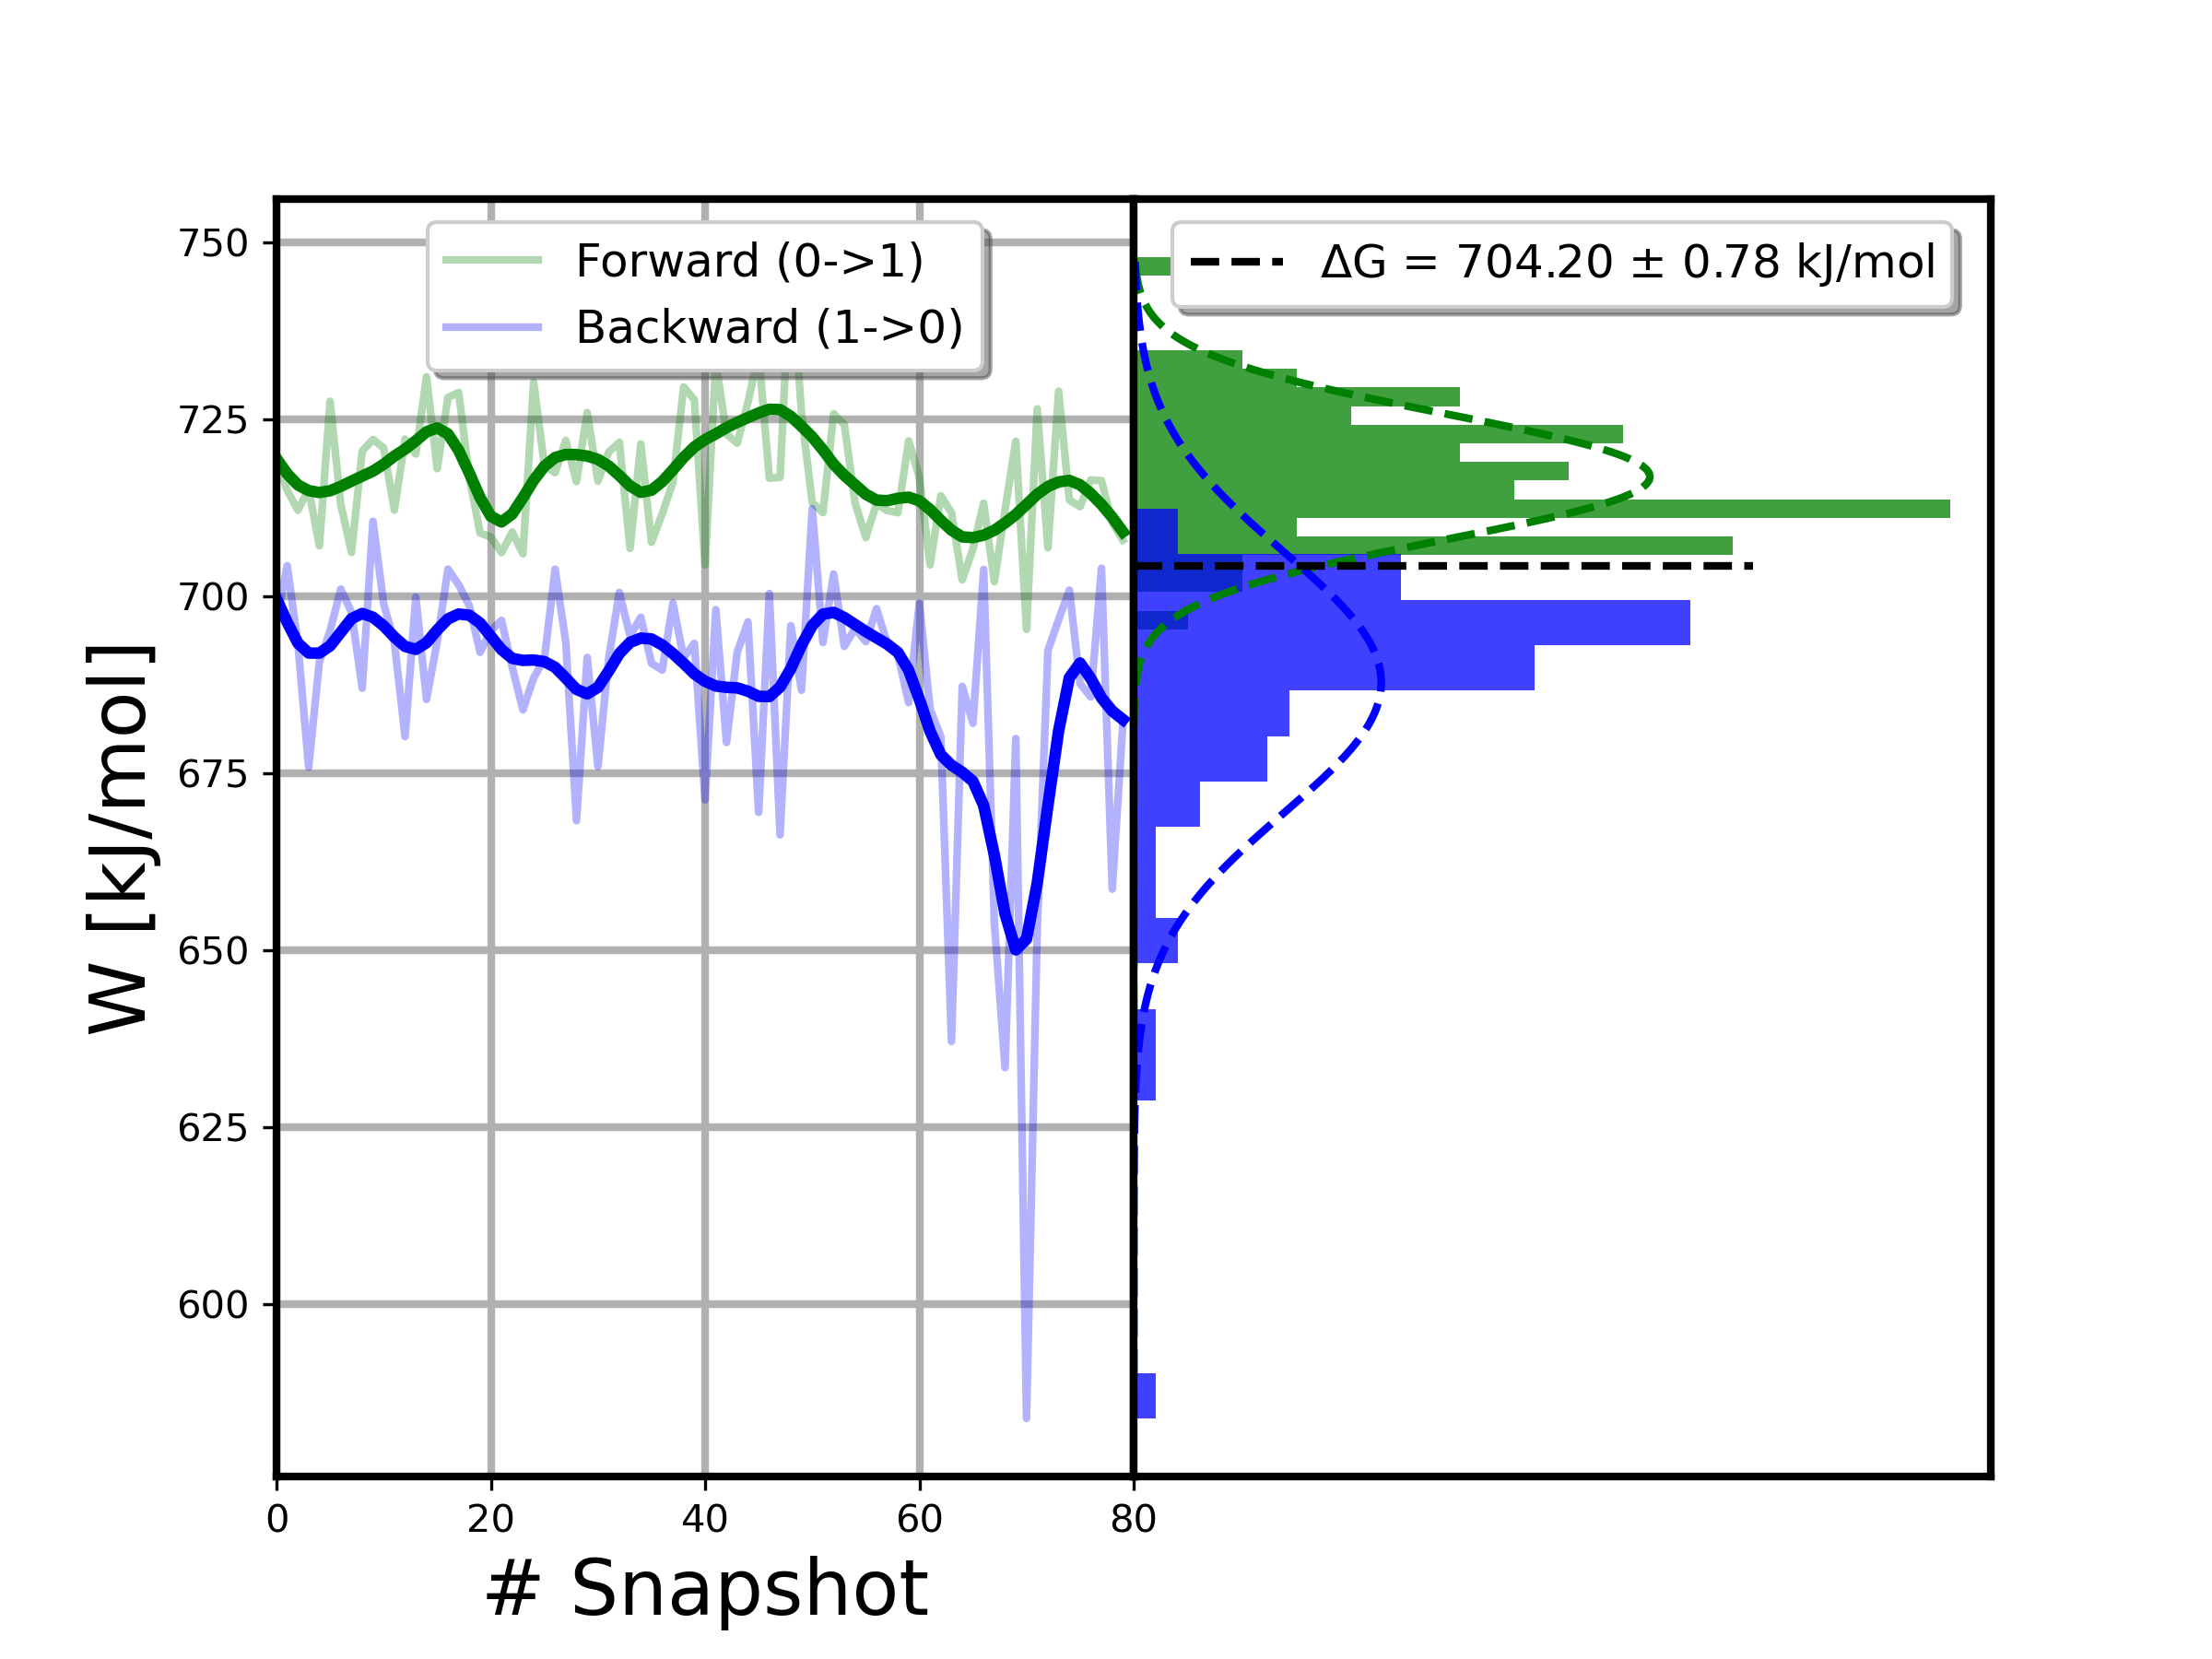 W [kJ/mol]
750
725
700
675
650
625
600
Forward (0->1)
Backward (1->0)
ΔG = 704.20 ± 0.78 kJ/mol
0
20
40
60
80
# Snapshot